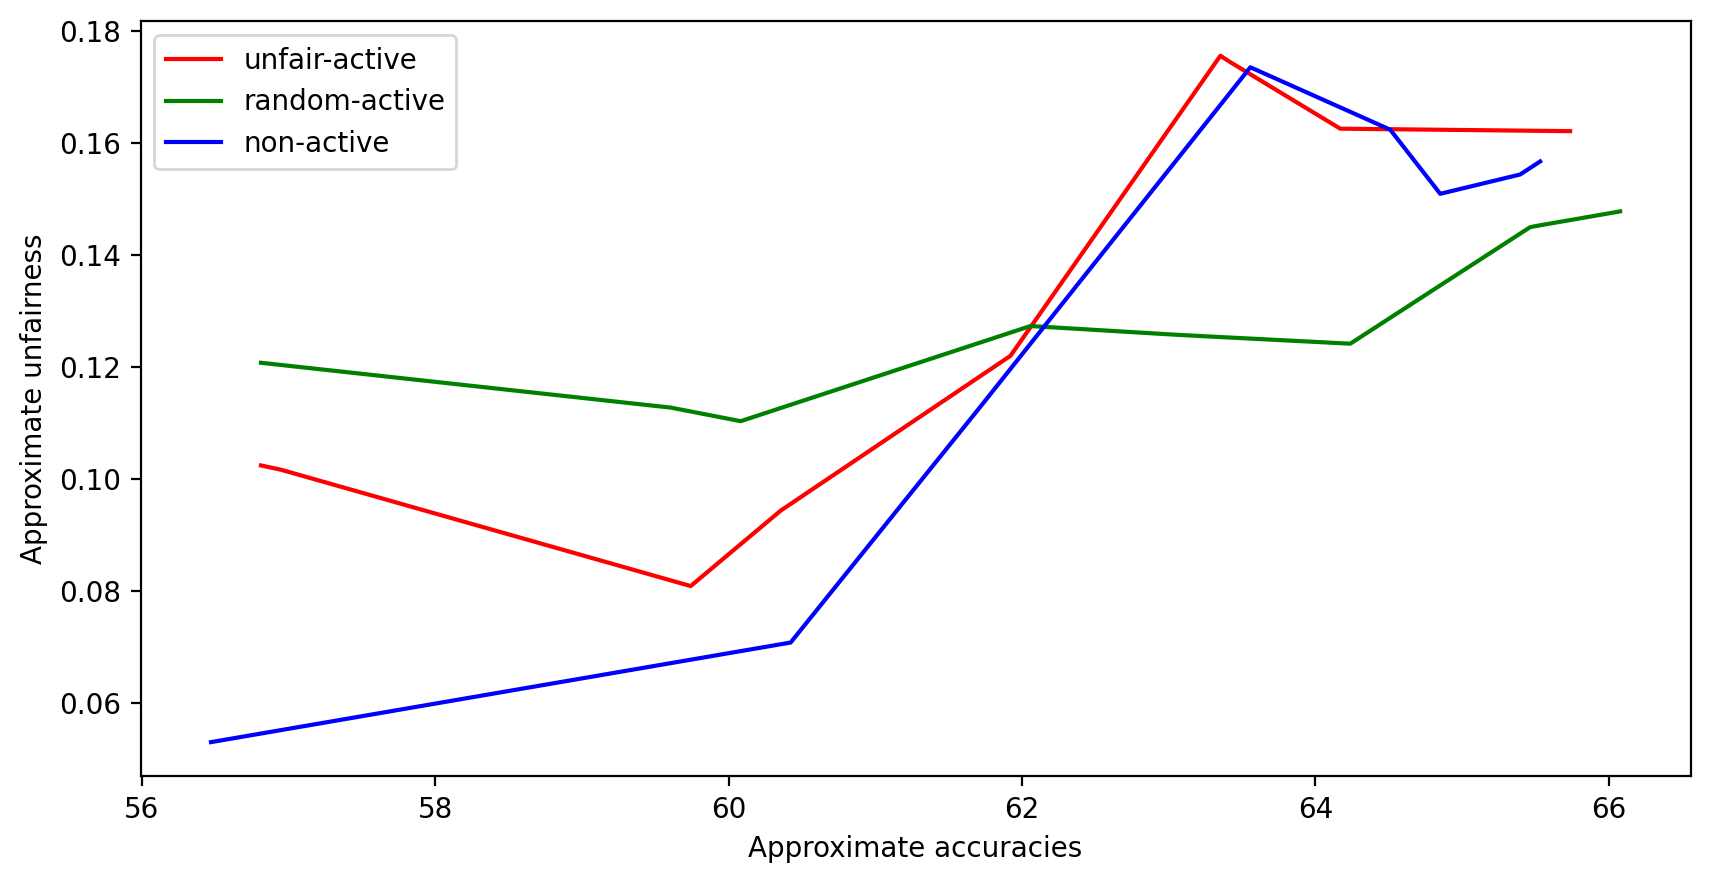 unfair-active
random-active
non-active
0.18
0.16
0.14
0.12
0.10
0.08
0.06
Approximate unfairness
56 58 60 62 64 66
Approximate accuracies